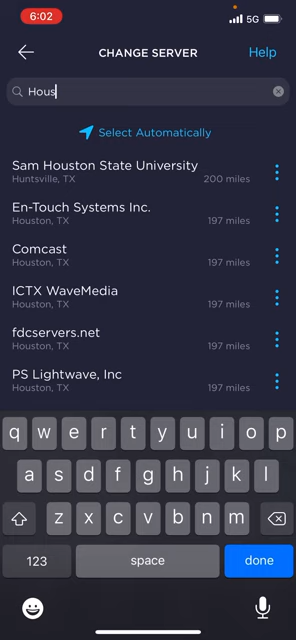 6:02
5G
CHANGE SERVER
Help
Hous
Select Automatically
Sam Houston State University
Huntsville, TX
200 miles
En-Touch Systems Inc.
Houston, TX
197 miles
Comcast
Houston, TX
197 miles
ICTX WaveMedia
Houston, TX
197 miles
fdcservers.net
Houston, TX
197 miles
PS Lightwave, Inc
Houston, TX
197 miles
q w e r t y u i o p
a s d f g h j k l
z x c v b n m
123 space done